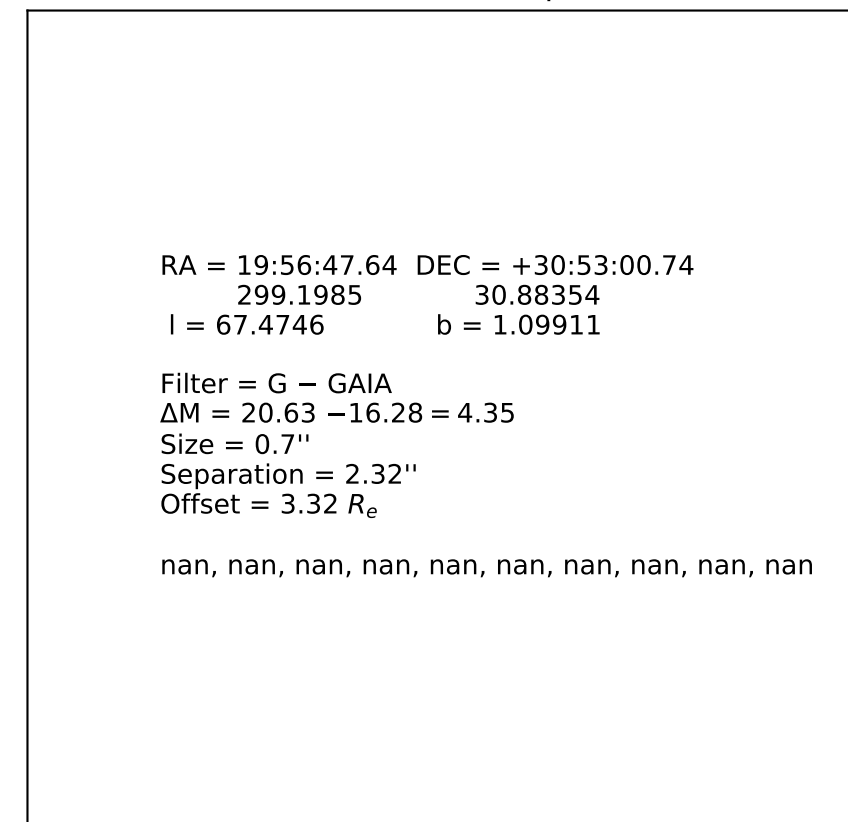 RA = 19:56:47.64 DEC = +30:53:00.74
299.1985 30.88354
l = 67.4746 b = 1.09911
Filter = G − GAIA
ΔM = 20.63 −16.28 = 4.35
Size = 0.7''
Separation = 2.32''
Offset = 3.32 Rₑ
nan, nan, nan, nan, nan, nan, nan, nan, nan, nan